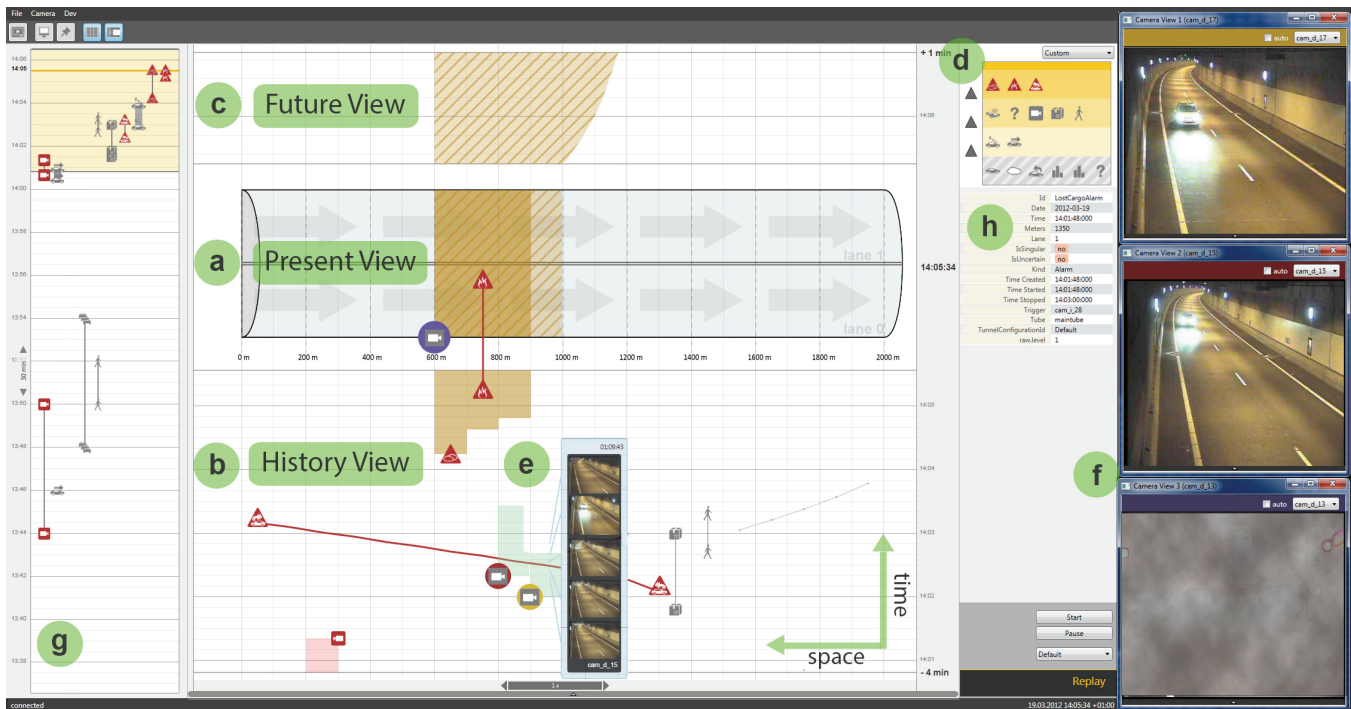 File Camera Dev
14:06
14:05
14:04
14:02
14:00
13:58
13:56
13:54
30 min
13:50
13:48
13:46
13:44
13:42
13:40
13:38
g
c Future View
a Present View
lane 1
lane 0
0 m 200 m 400 m 600 m 800 m 1000 m 1200 m 1400 m 1600 m 1800 m 2000 m
b History View
e
01:09:43
cam_d_15
time
space
1 x
+ 1 min
14:06
14:05:34
14:05
14:04
14:03
14:02
14:01
- 4 min
d
Custom
?
?
h
Id LostCargoAlarm
Date 2012-03-19
Time 14:01:48:000
Meters 1350
Lane 1
IsSingular no
IsUncertain no
Kind Alarm
Time Created 14:01:48:000
Time Started 14:01:48:000
Time Stopped 14:03:00:000
Trigger cam_i_28
Tube maintube
TunnelConfigurationId Default
raw.level 1
Start
Pause
Default
Replay
f
Camera View 1 (cam_d_17)
auto cam_d_17
Camera View 2 (cam_d_15)
auto cam_d_15
Camera View 3 (cam_d_13)
auto cam_d_13
connected
19.03.2012 14:05:34 +01:00